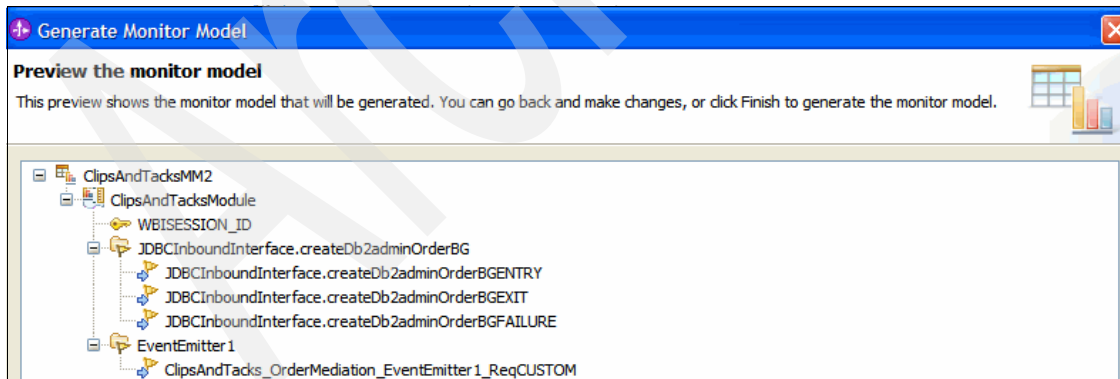 Generate Monitor Model
Preview the monitor model
This preview shows the monitor model that will be generated. You can go back and make changes, or click Finish to generate the monitor model.
ClipsAndTacksMM2
ClipsAndTacksModule
WBISESSION_ID
JDBCInboundInterface.createDb2adminOrderBG
JDBCInboundInterface.createDb2adminOrderBGENTRY
JDBCInboundInterface.createDb2adminOrderBGEXIT
JDBCInboundInterface.createDb2adminOrderBGFAILURE
EventEmitter1
ClipsAndTacks_OrderMediation_EventEmitter1_ReqCUSTOM